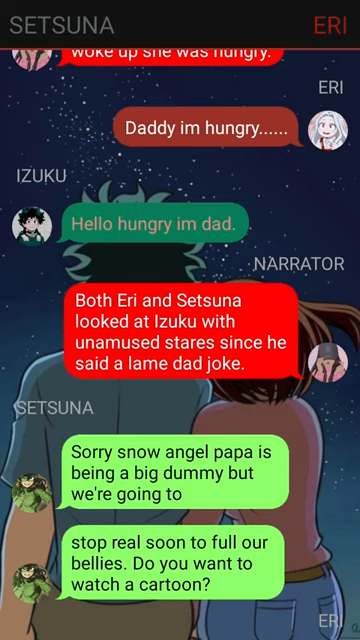 SETSUNA
ERI
woke up she was hungry.
ERI
Daddy im hungry......
IZUKU
Hello hungry im dad.
NARRATOR
Both Eri and Setsuna
looked at Izuku with
unamused stares since he
said a lame dad joke.
SETSUNA
Sorry snow angel papa is
being a big dummy but
we're going to
stop real soon to full our
bellies. Do you want to
watch a cartoon?
ERI